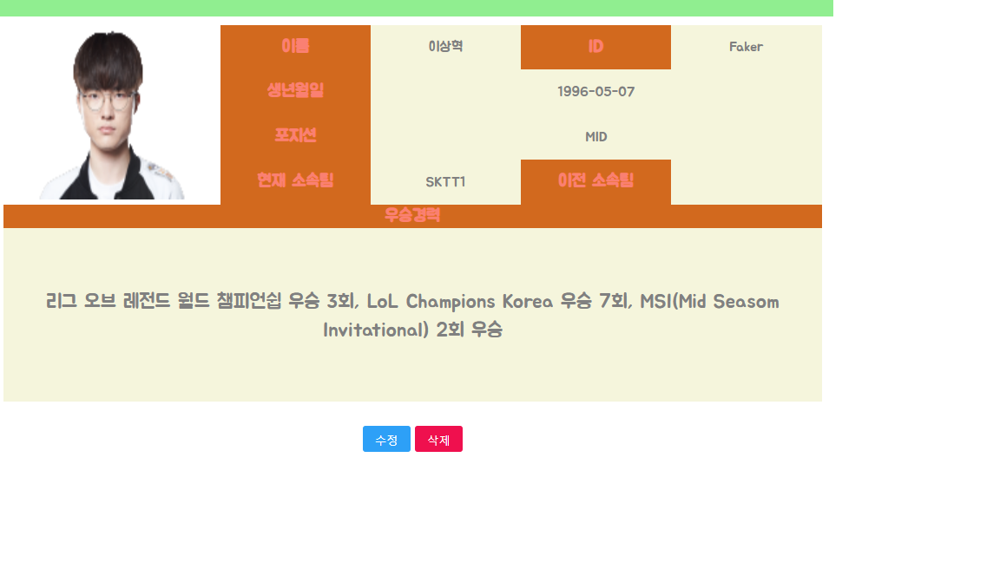 이름 이상혁 ID Faker
생년월일 1996-05-07
포지션 MID
현재 소속팀 SKTT1 이전 소속팀
우승경력
리그 오브 레전드 월드 챔피언쉽 우승 3회, LoL Champions Korea 우승 7회, MSI(Mid Seasom
Invitational) 2회 우승
수정 삭제